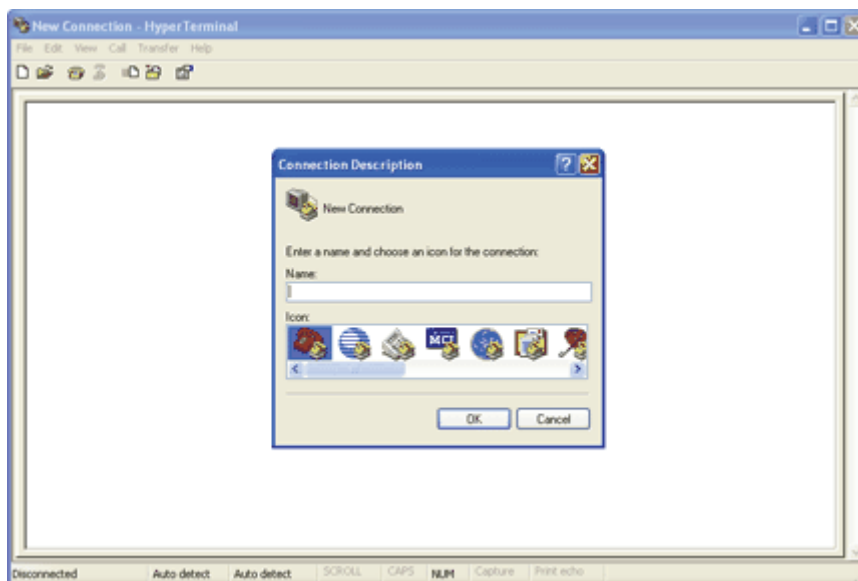 New Connection - HyperTerminal
File Edit View Call Transfer Help
Connection Description
New Connection
Enter a name and choose an icon for the connection:
Name:
Icon:
MCI
OK Cancel
Disconnected Auto detect Auto detect SCROLL CAPS NUM Capture Print echo